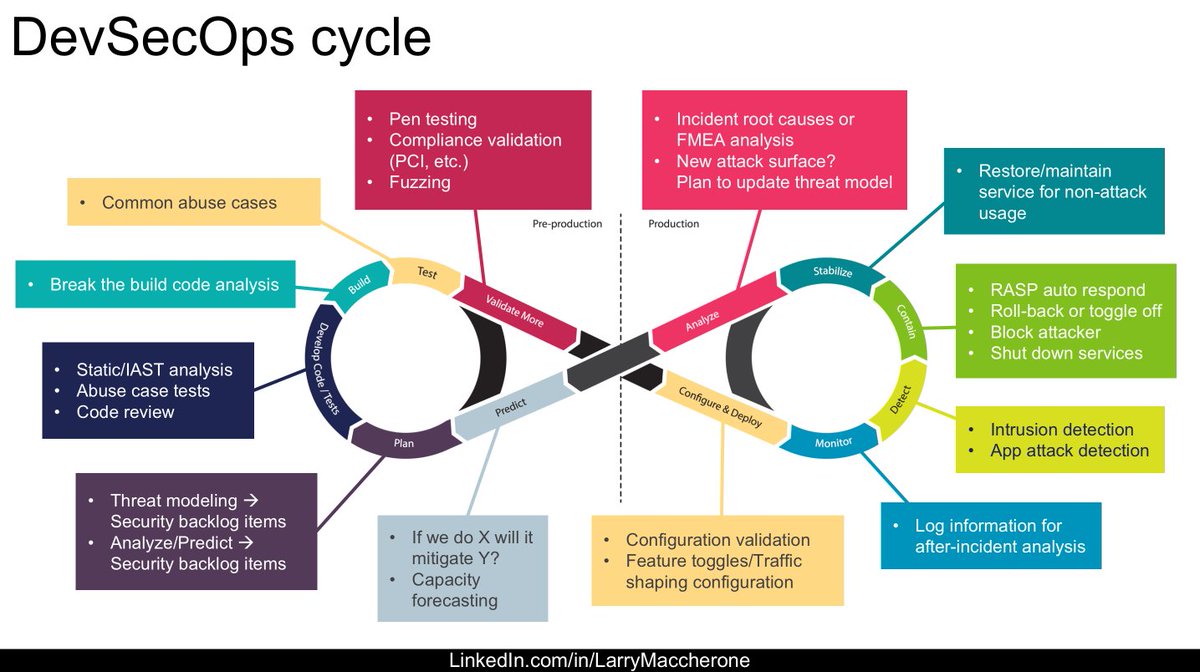 DevSecOps cycle
• Pen testing
• Compliance validation
(PCI, etc.)
• Fuzzing
• Incident root causes or
FMEA analysis
• New attack surface?
Plan to update threat model
• Restore/maintain
service for non-attack
usage
• Common abuse cases
Pre-production
Production
• Break the build code analysis
Build
Test
Validate More
Analyze
Stabilize
Contain
• RASP auto respond
• Roll-back or toggle off
• Block attacker
• Shut down services
• Static/IAST analysis
• Abuse case tests
• Code review
Develop Code / Tests
Plan
Predict
Configure & Deploy
Monitor
Detect
• Intrusion detection
• App attack detection
• Threat modeling →
Security backlog items
• Analyze/Predict →
Security backlog items
• If we do X will it
mitigate Y?
• Capacity
forecasting
• Configuration validation
• Feature toggles/Traffic
shaping configuration
• Log information for
after-incident analysis
LinkedIn.com/in/LarryMaccherone